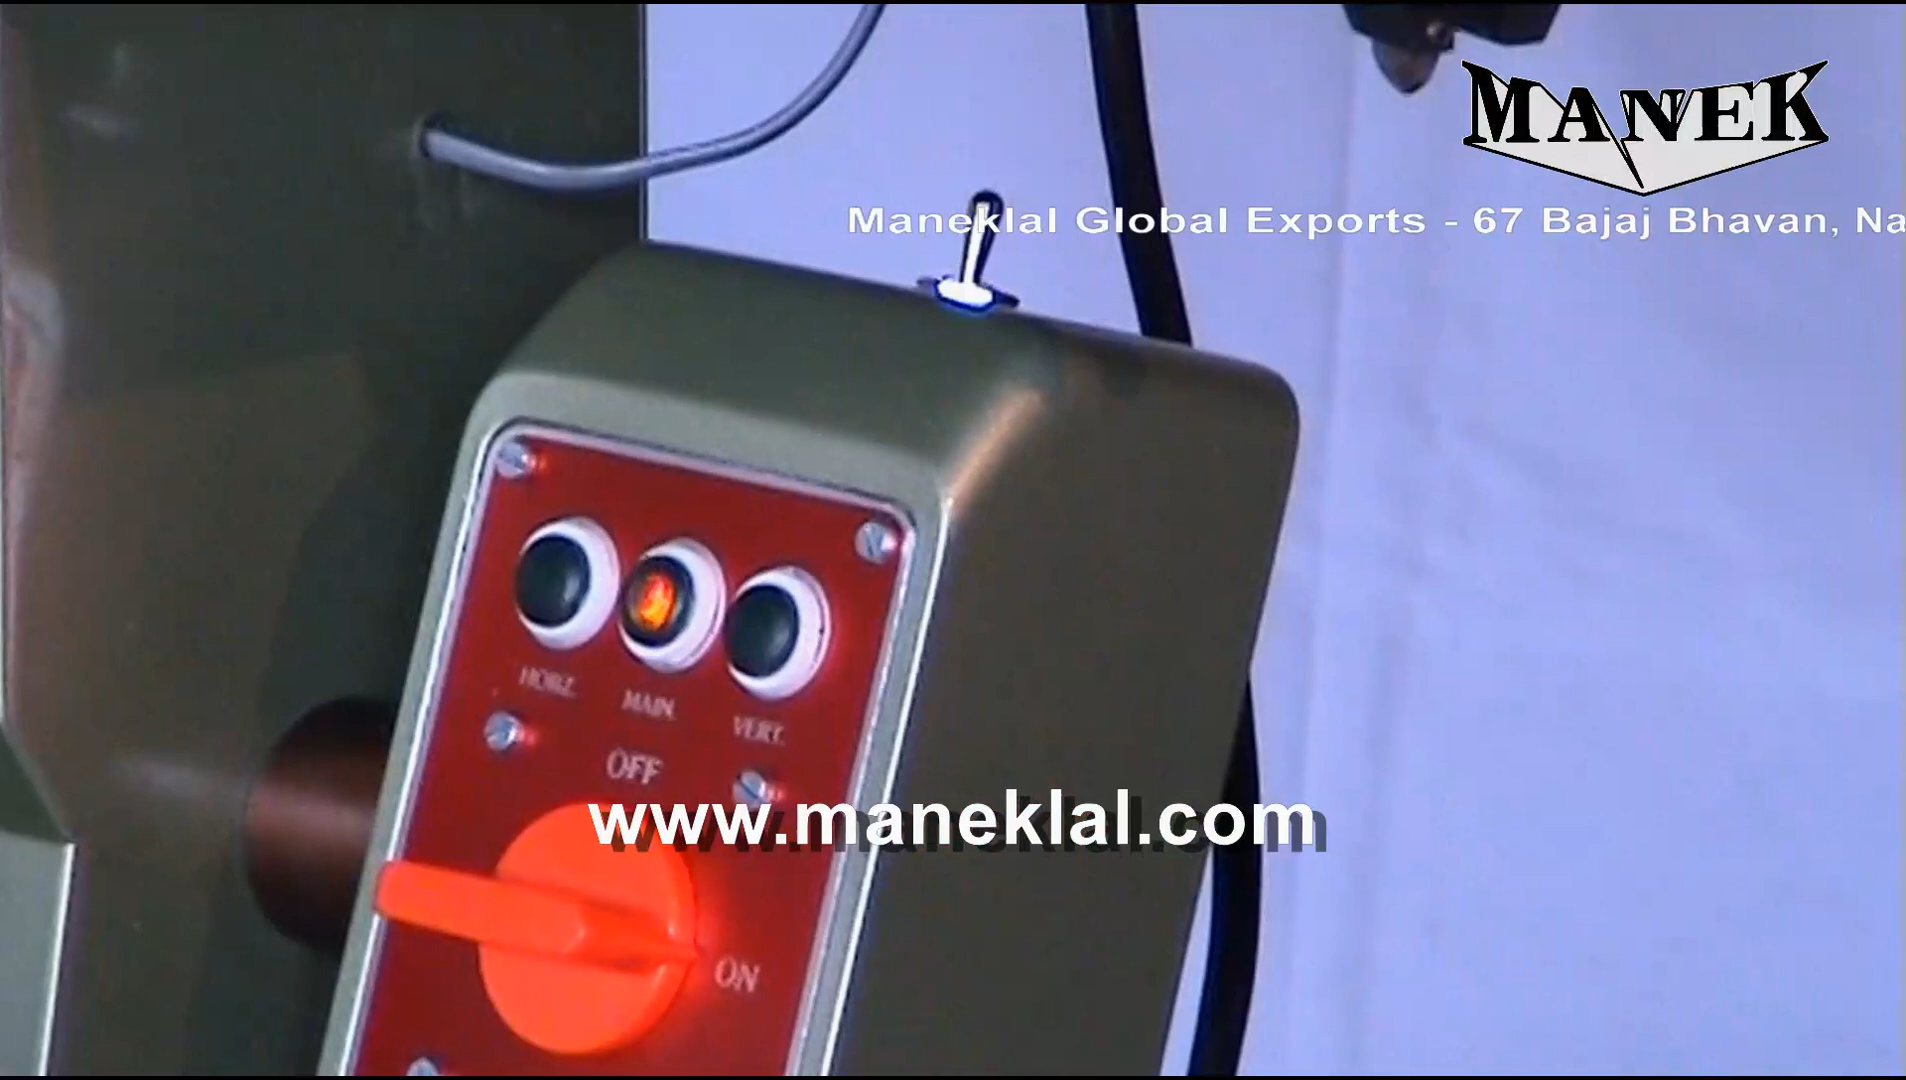 MANEK
Maneklal Global Exports - 67 Bajaj Bhavan, Na
HORZ.
MAIN.
VERT.
OFF
www.maneklal.com
ON